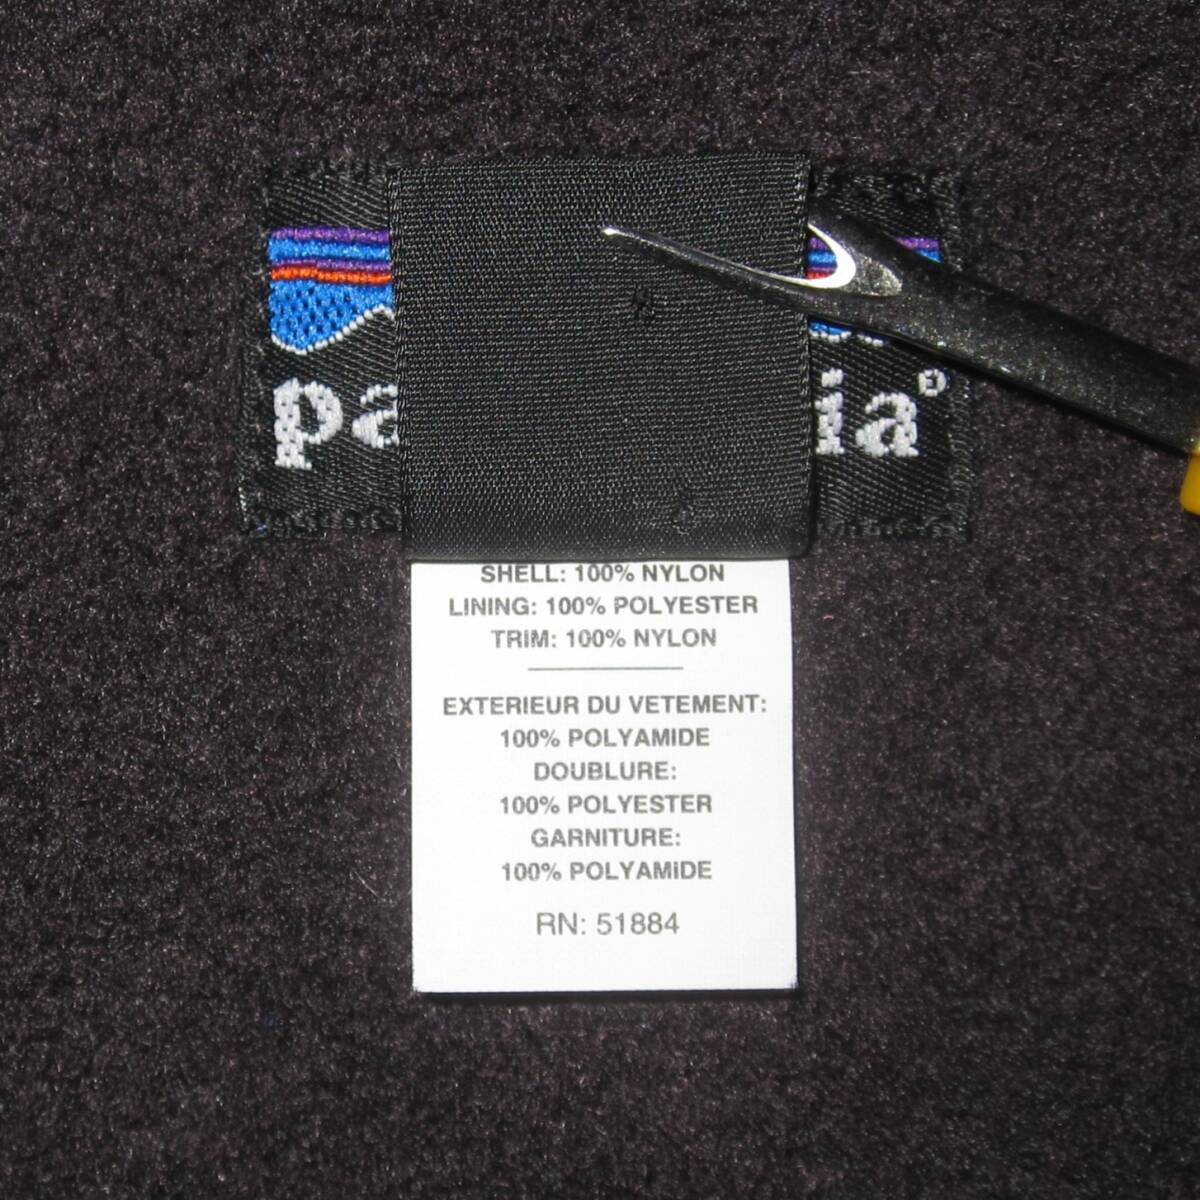 pa ia®
SHELL: 100% NYLON
LINING: 100% POLYESTER
TRIM: 100% NYLON
EXTERIEUR DU VETEMENT:
100% POLYAMIDE
DOUBLURE:
100% POLYESTER
GARNITURE:
100% POLYAMIDE
RN: 51884